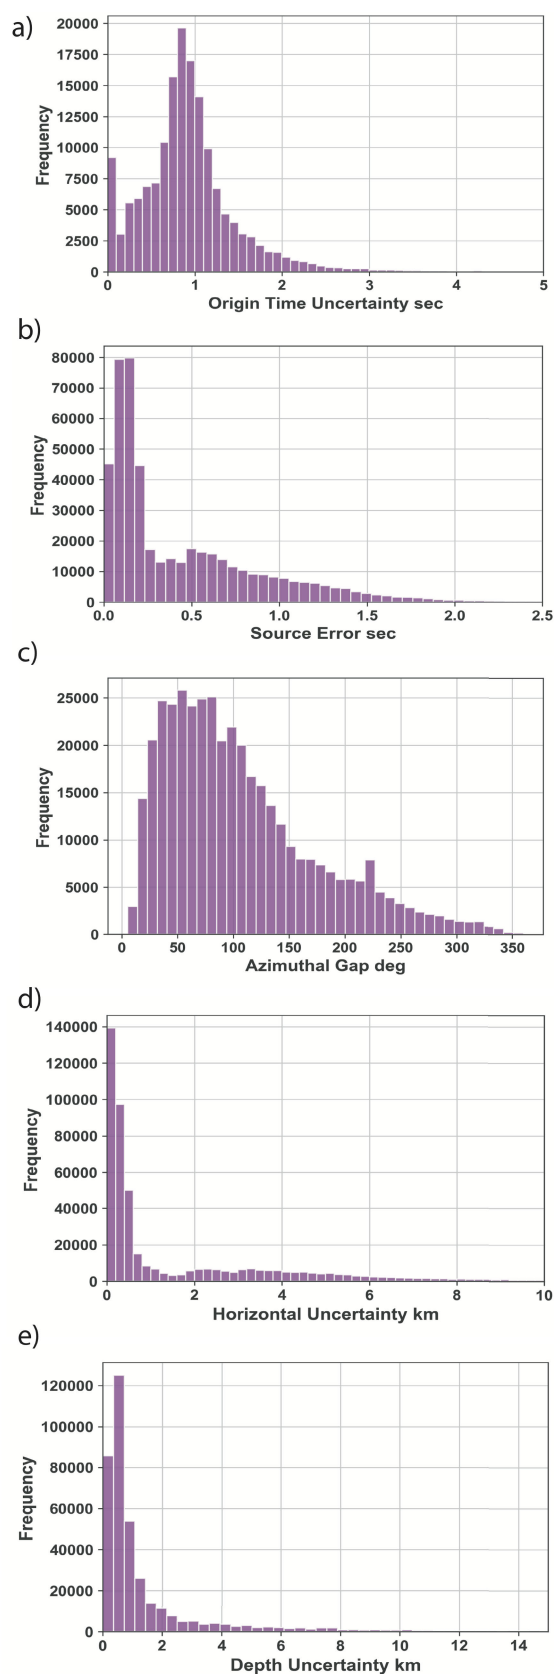 a)
20000
17500
15000
12500
10000
7500
5000
2500
0
Frequency
0 1 2 3 4 5
Origin Time Uncertainty sec
b)
80000
70000
60000
50000
40000
30000
20000
10000
0
Frequency
0.0 0.5 1.0 1.5 2.0 2.5
Source Error sec
c)
25000
20000
15000
10000
5000
0
Frequency
0 50 100 150 200 250 300 350
Azimuthal Gap deg
d)
140000
120000
100000
80000
60000
40000
20000
0
Frequency
0 2 4 6 8 10
Horizontal Uncertainty km
e)
120000
100000
80000
60000
40000
20000
0
Frequency
0 2 4 6 8 10 12 14
Depth Uncertainty km